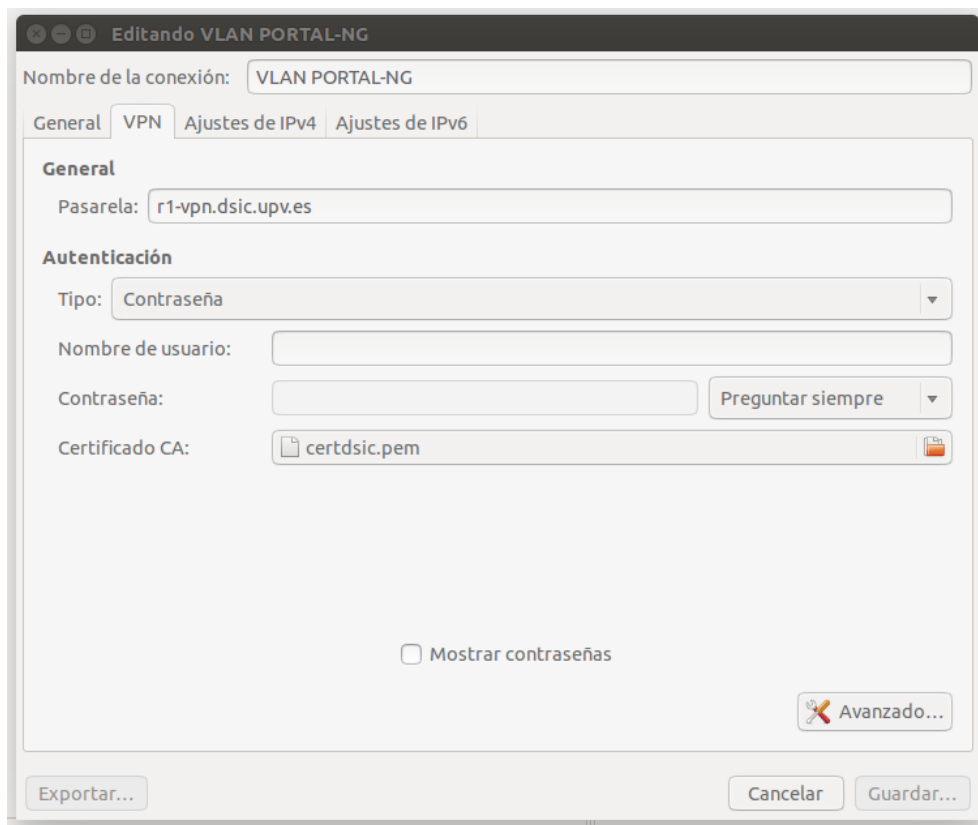 Editando VLAN PORTAL-NG
Nombre de la conexión: VLAN PORTAL-NG
General VPN Ajustes de IPv4 Ajustes de IPv6
General
Pasarela: r1-vpn.dsic.upv.es
Autenticación
Tipo: Contraseña
Nombre de usuario:
Contraseña: Preguntar siempre
Certificado CA: certdsic.pem
Mostrar contraseñas
Avanzado...
Exportar... Cancelar Guardar...